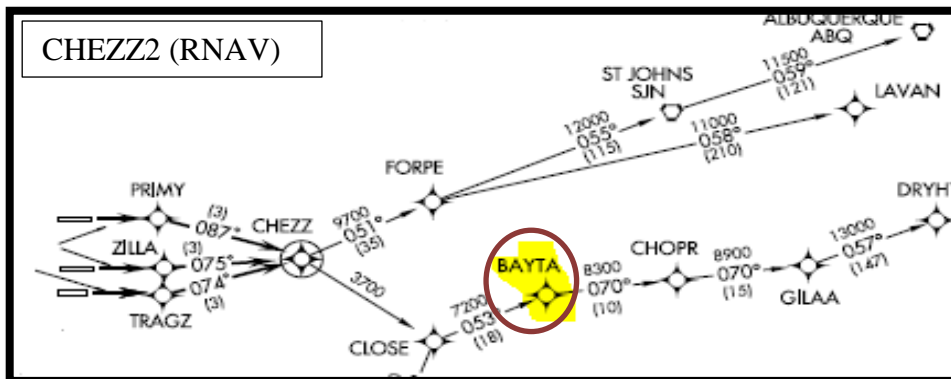 CHEZZ2 (RNAV)
ALBUQUERQUE
ABQ
11500
059°
(121)
ST JOHNS
SJN
LAVAN
12000
055°
(115)
11000
058°
(210)
FORPE
PRIMY
(3)
087°
CHEZZ
9700
051°
(35)
DRYH
ZILLA
(3)
075°
074°
(3)
TRAGZ
3700
BAYTA
8300
070°
(10)
CHOPR
8900
070°
(15)
13000
057°
(147)
GILAA
7200
053°
(18)
CLOSE